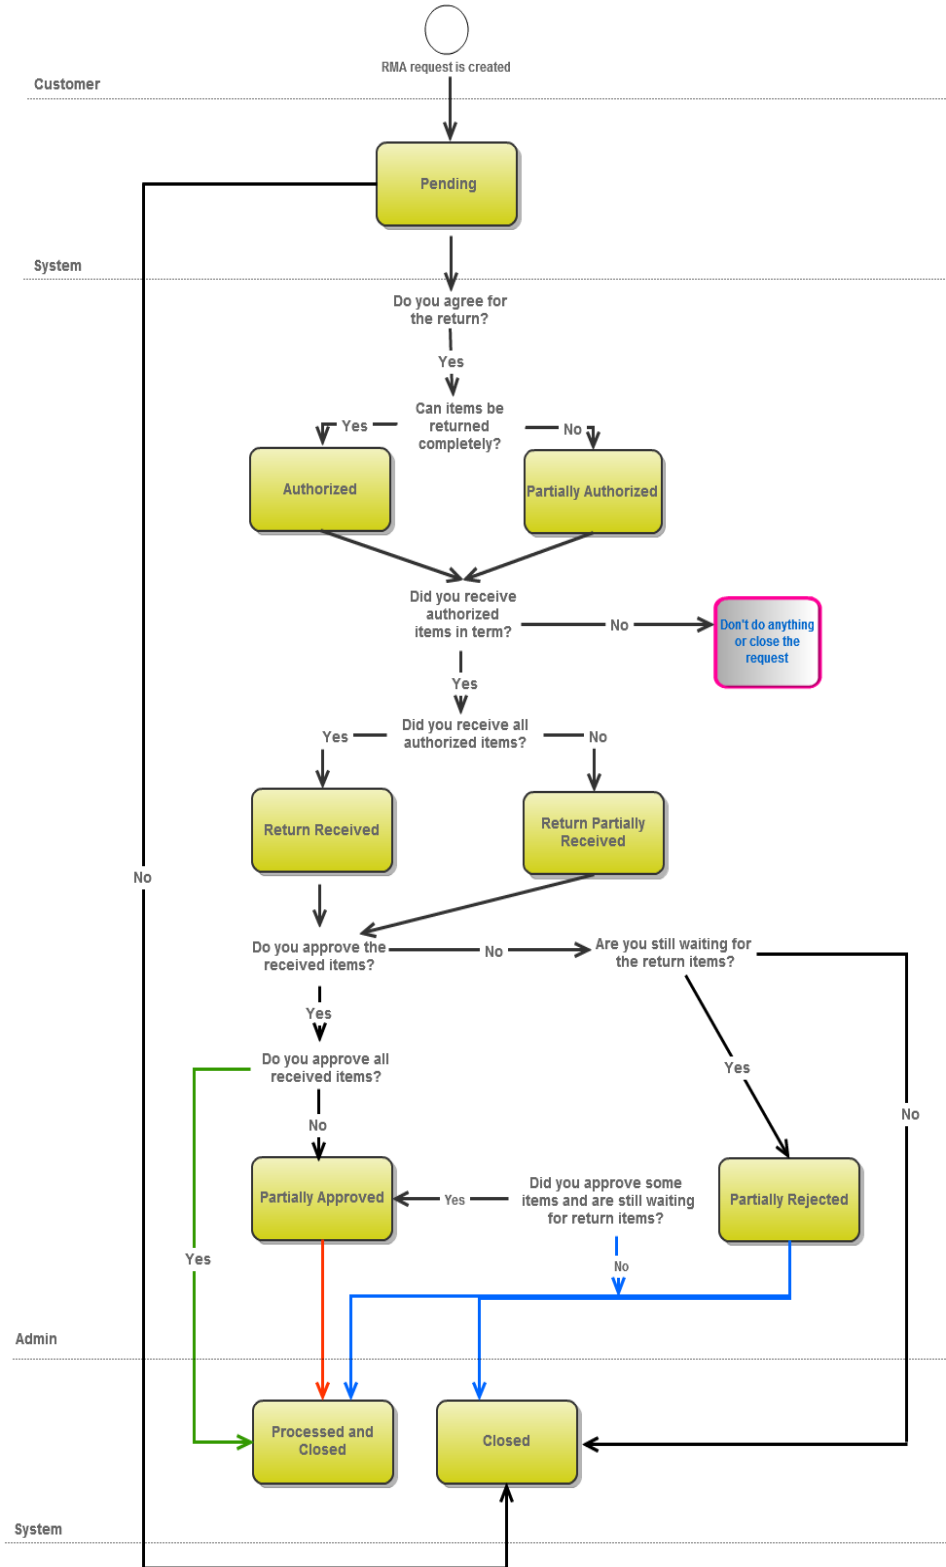 RMA request is created
Customer
Pending
System
Do you agree for
the return?
Yes
Can items be
returned
completely?
Yes
No
Authorized
Partially Authorized
Did you receive
authorized
items in term?
No
Don't do anything
or close the
request
Yes
Did you receive all
authorized items?
Yes
No
Return Received
Return Partially
Received
No
Do you approve the
received items?
No
Are you still waiting for
the return items?
Yes
Do you approve all
received items?
Yes
No
No
Partially Approved
Yes
Did you approve some
items and are still waiting
for return items?
Partially Rejected
Yes
No
Admin
Processed and
Closed
Closed
System